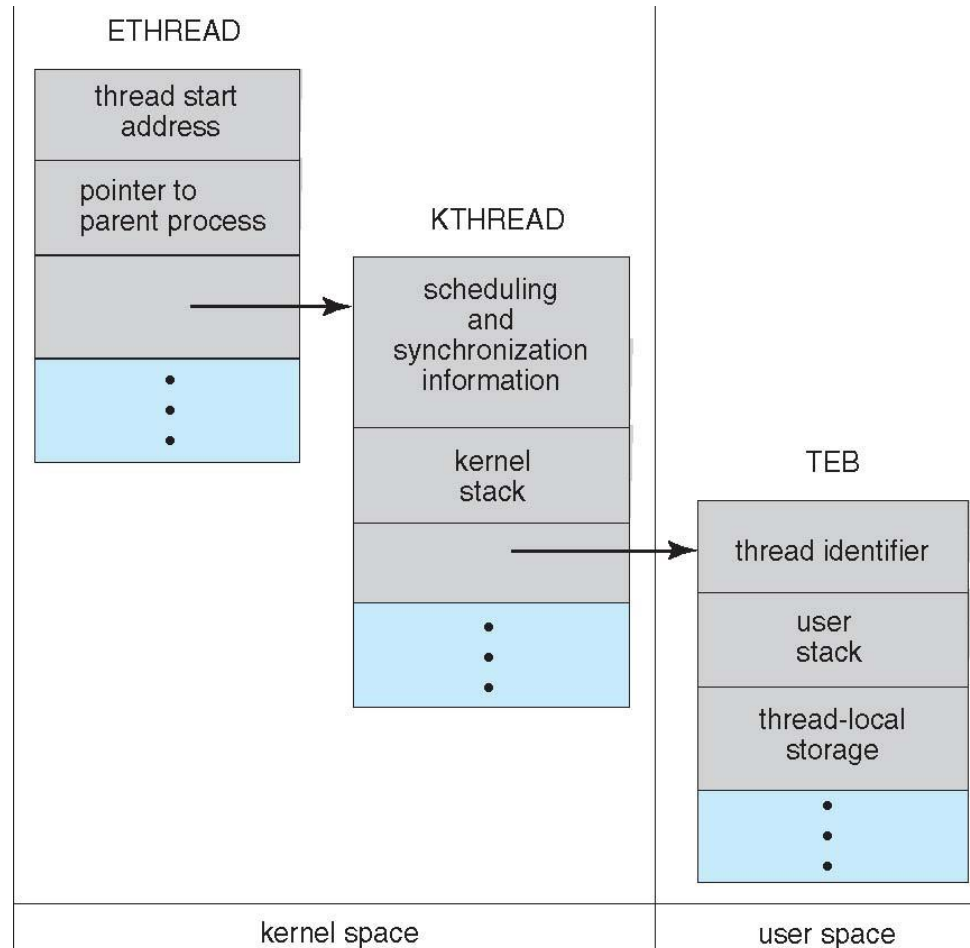 ETHREAD
thread start
address
pointer to
parent process
KTHREAD
scheduling
and
synchronization
information
kernel
stack
TEB
thread identifier
user
stack
thread-local
storage
kernel space
user space